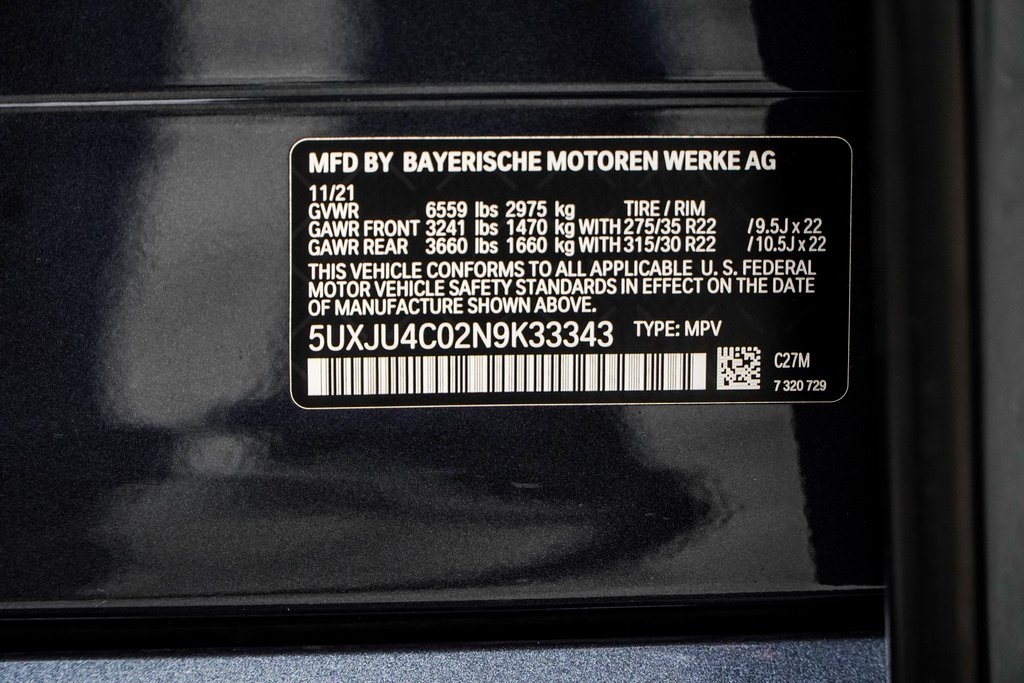 MFD BY BAYERISCHE MOTOREN WERKE AG
11/21
GVWR 6559 lbs 2975 kg TIRE / RIM
GAWR FRONT 3241 lbs 1470 kg WITH 275/35 R22 / 9.5J x 22
GAWR REAR 3660 lbs 1660 kg WITH 315/30 R22 / 10.5J x 22
THIS VEHICLE CONFORMS TO ALL APPLICABLE U. S. FEDERAL
MOTOR VEHICLE SAFETY STANDARDS IN EFFECT ON THE DATE
OF MANUFACTURE SHOWN ABOVE.
5UXJU4C02N9K33343 TYPE: MPV
C27M
7 320 729